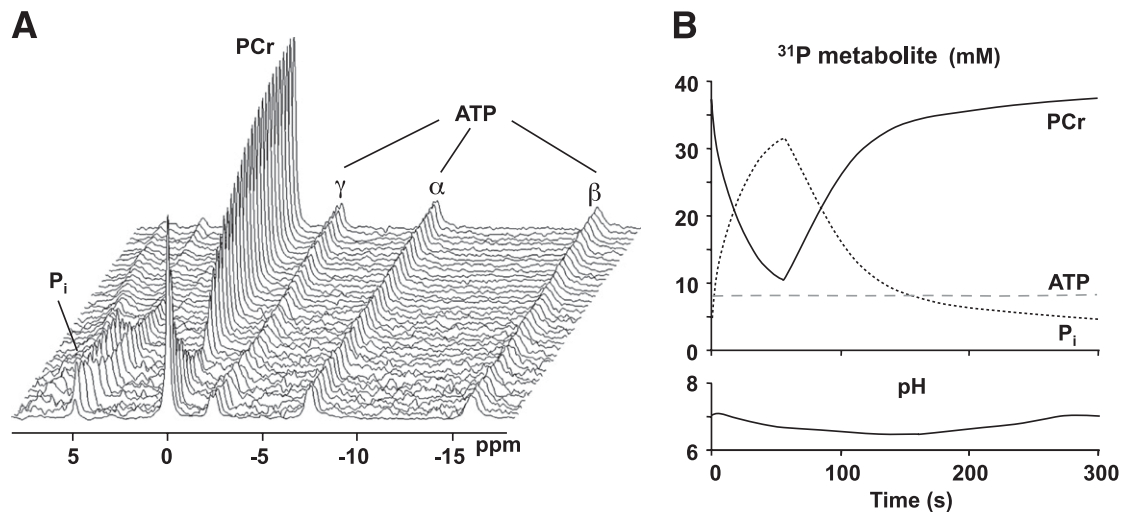 A
PCr
ATP
γ
α
β
Pi
5 0 -5 -10 -15 ppm
B
31P metabolite (mM)
40
30
20
10
0
PCr
ATP
Pi
8
6
pH
0 100 200 300
Time (s)